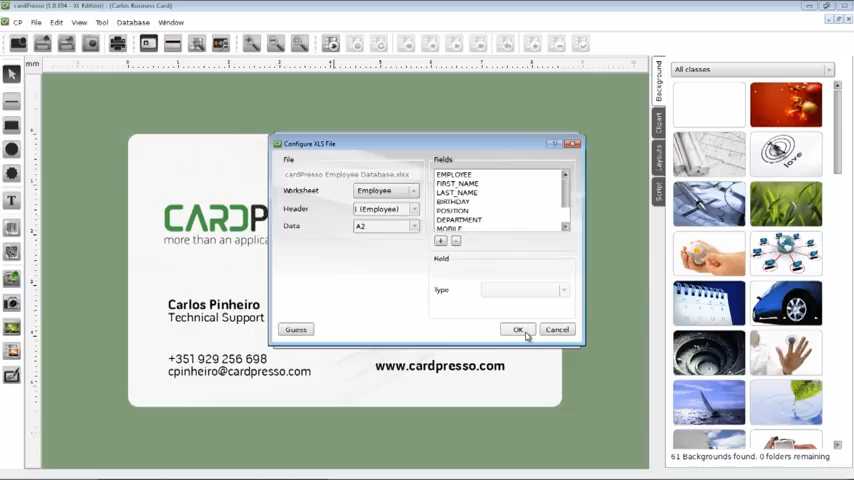 cardPresso (1.0.104 - XL Edition) - [Carlos Business Card]
CP File Edit View Tool Database Window
mm
All classes
Background
Clipart
Layouts
Script
Configure XLS File
File
cardPresso Employee Database.xlsx
Worksheet Employee
Header 1 (Employee)
Data A2
Fields
EMPLOYEE
FIRST_NAME
LAST_NAME
BIRTHDAY
POSITION
DEPARTMENT
MOBILE
+ -
Field
Type
Guess OK Cancel
CARDP
more than an applica
Carlos Pinheiro
Technical Support
+351 929 256 698
cpinheiro@cardpresso.com
www.cardpresso.com
love
61 Backgrounds found. 0 folders remaining